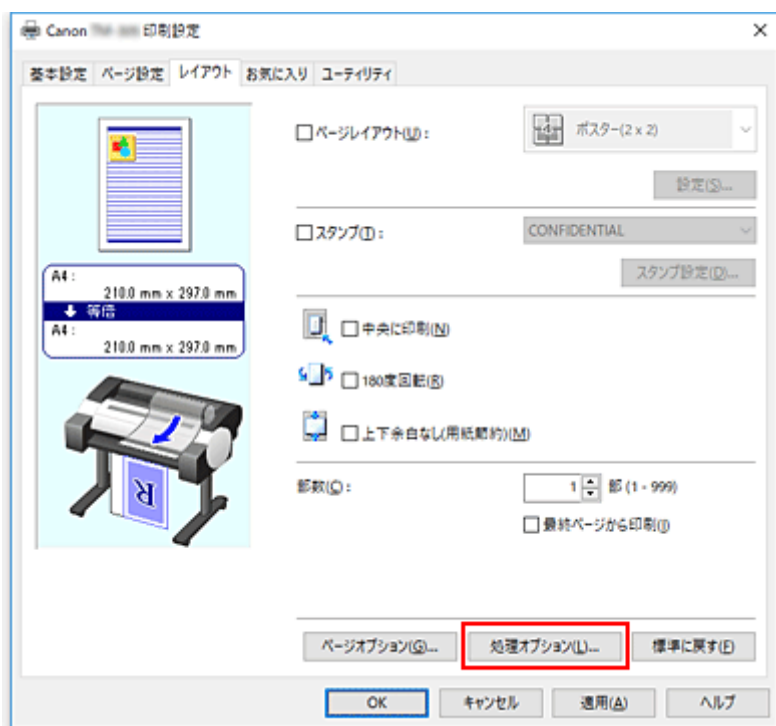 Canon 印刷設定
基本設定 ページ設定 レイアウト お気に入り ユーティリティ
ページレイアウト(U):
ポスター(2 x 2)
設定(S)...
スタンプ(T):
CONFIDENTIAL
スタンプ設定(D)...
A4:
210.0 mm x 297.0 mm
等倍
A4:
210.0 mm x 297.0 mm
中央に印刷(N)
180度回転(R)
上下余白なし(用紙節約)(M)
R
部数(C):
1 部 (1 - 999)
最終ページから印刷(I)
ページオプション(G)... 処理オプション(L)... 標準に戻す(F)
OK キャンセル 適用(A) ヘルプ